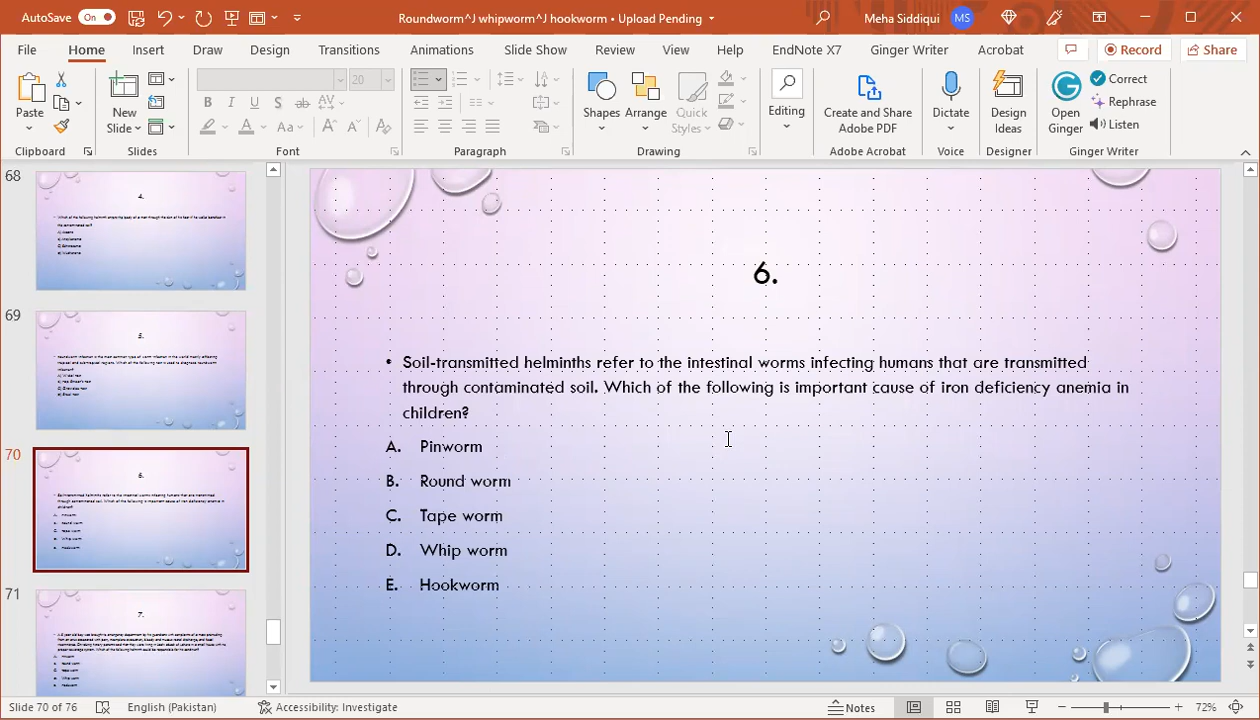 AutoSave On Roundworm^J whipworm^J hookworm • Upload Pending Meha Siddiqui MS
File Home Insert Draw Design Transitions Animations Slide Show Review View Help EndNote X7 Ginger Writer Acrobat Record Share
Paste
Clipboard
New Slide
Slides
20
Font
Paragraph
Shapes Arrange Quick Styles
Drawing
Editing
Create and Share Adobe PDF
Adobe Acrobat
Dictate
Voice
Design Ideas
Designer
Open Ginger
Correct
Rephrase
Listen
Ginger Writer
68
4.
69
5.
70
6.
71
7.
6.
• Soil-transmitted helminths refer to the intestinal worms infecting humans that are transmitted
through contaminated soil. Which of the following is important cause of iron deficiency anemia in
children?
A. Pinworm
B. Round worm
C. Tape worm
D. Whip worm
E. Hookworm
Slide 70 of 76 English (Pakistan) Accessibility: Investigate Notes 72%